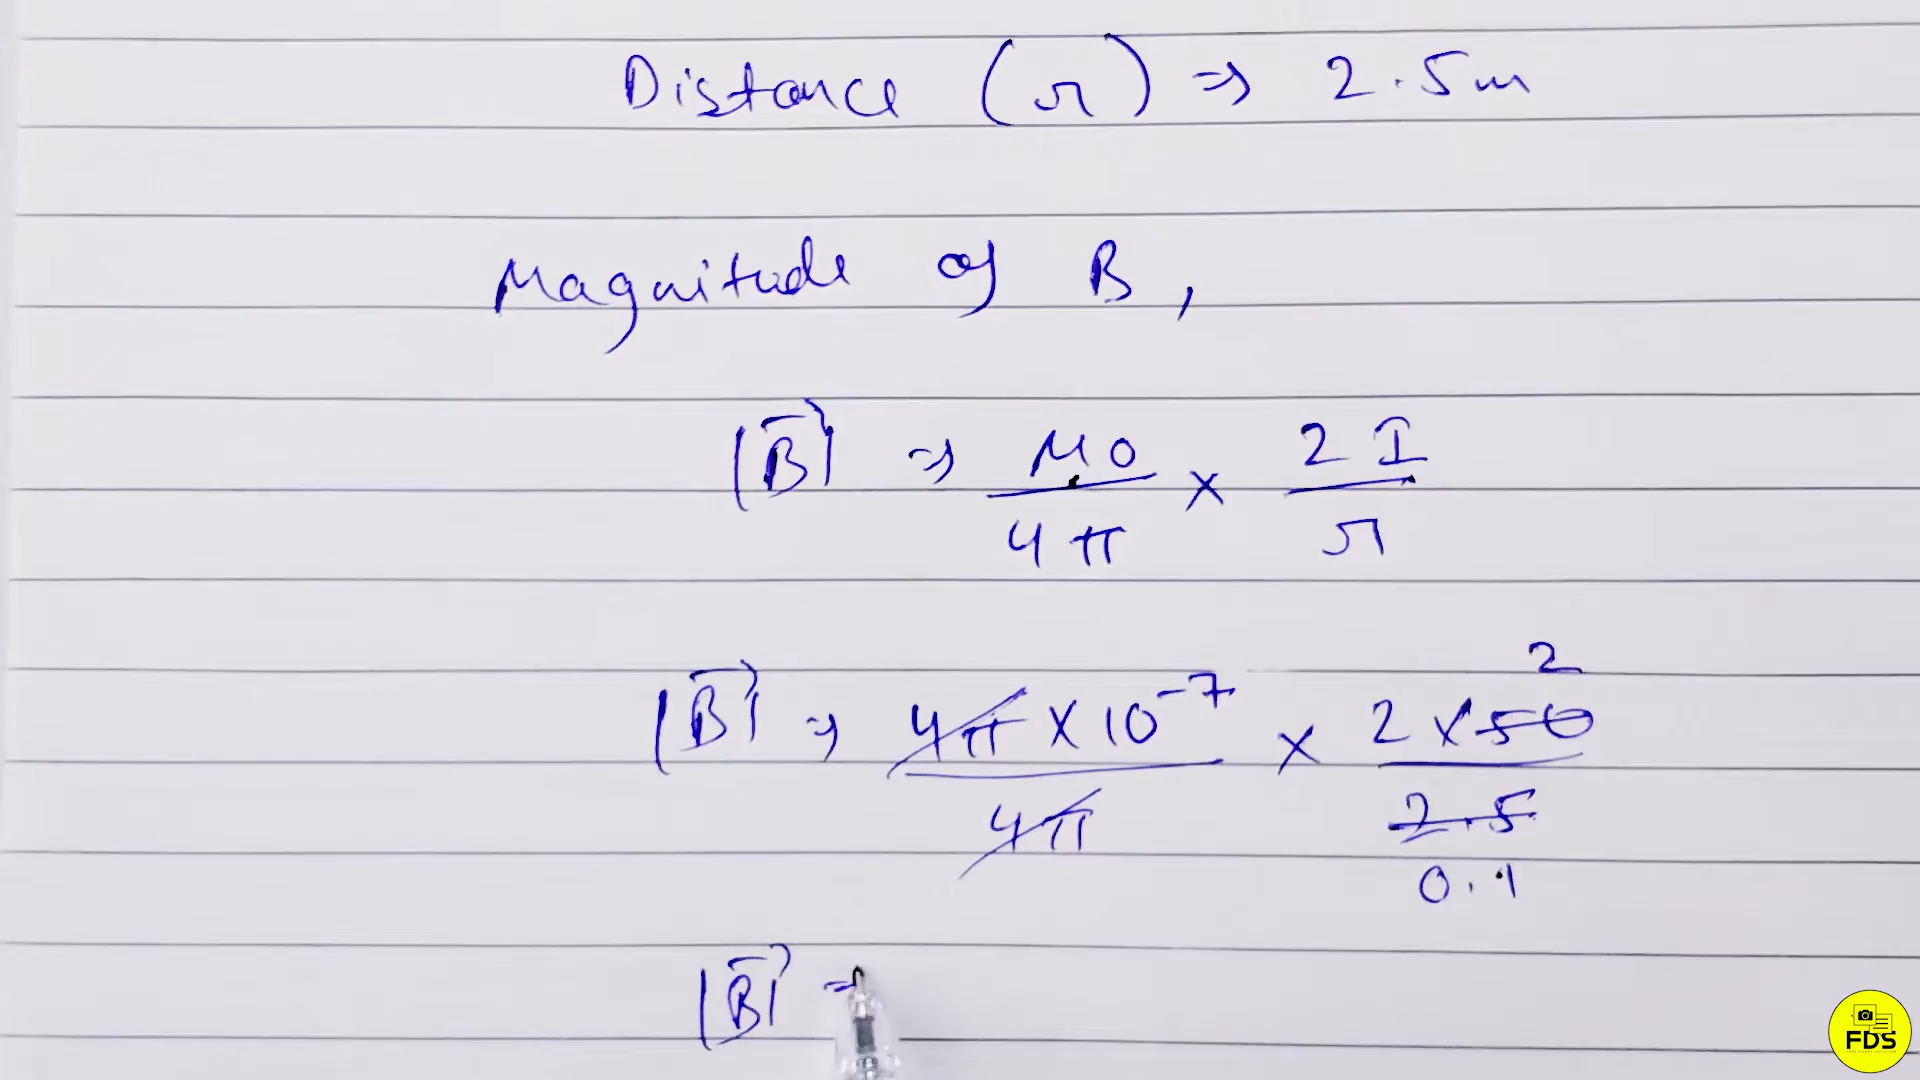 Distance (r) ⇒ 2.5m
Magnitude of B,
|B⃗| ⇒ μ0/4π × 2I/r
|B⃗| ⇒ 4π × 10^-7/4π × 2 × 50/2.5
2
0.1
|B⃗| ⇒
FDS